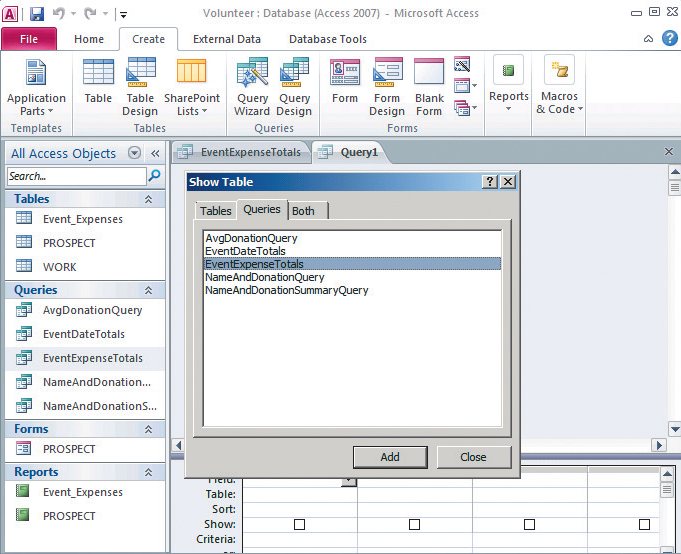 Volunteer : Database (Access 2007) - Microsoft Access
File Home Create External Data Database Tools
Application Parts Table Table Design SharePoint Lists Query Wizard Query Design Form Form Design Blank Form Reports Macros & Code
Templates Tables Queries Forms
All Access Objects
EventExpenseTotals Query1
Search...
Tables
Event_Expenses
PROSPECT
WORK
Queries
AvgDonationQuery
EventDateTotals
EventExpenseTotals
NameAndDonation...
NameAndDonationS...
Forms
PROSPECT
Reports
Event_Expenses
PROSPECT
Show Table
Tables Queries Both
AvgDonationQuery
EventDateTotals
EventExpenseTotals
NameAndDonationQuery
NameAndDonationSummaryQuery
Add Close
Field:
Table:
Sort:
Show:
Criteria: